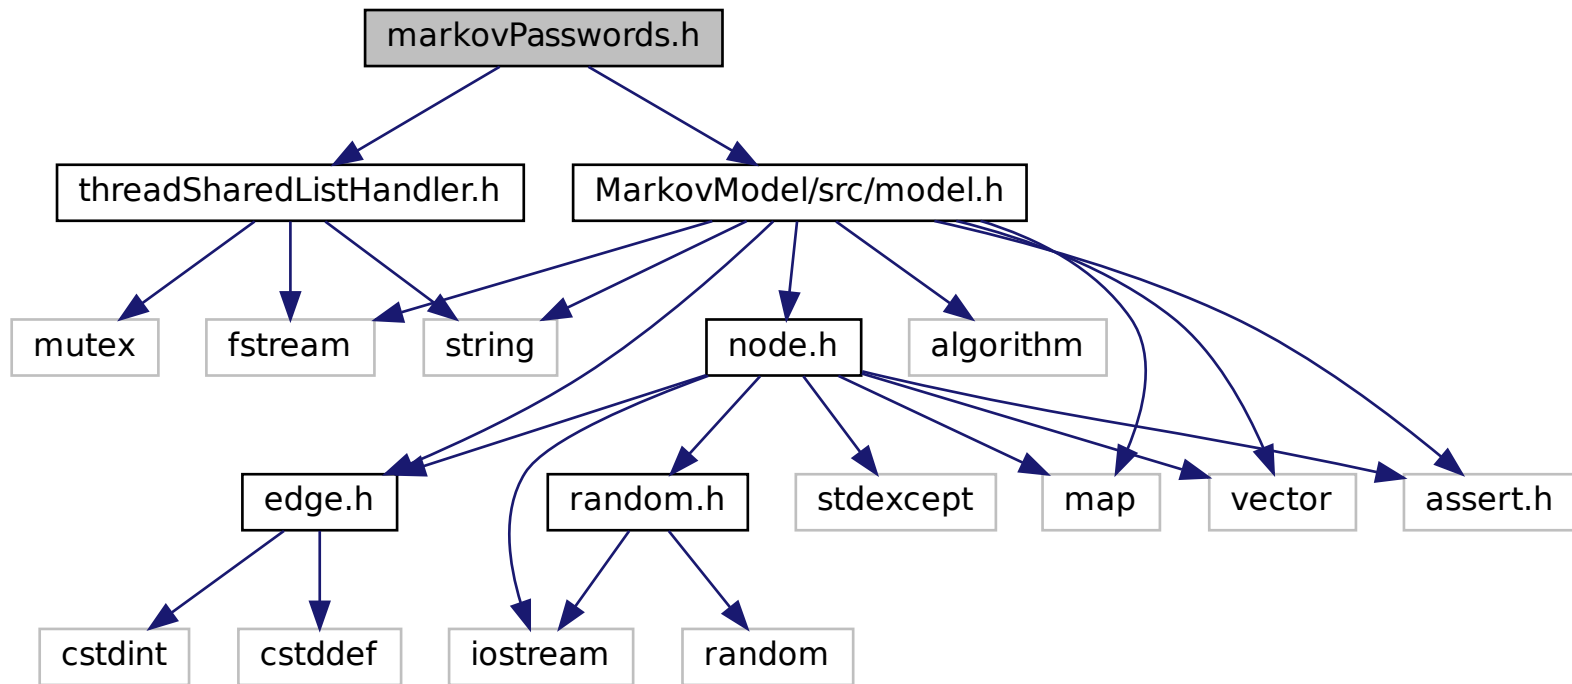 markovPasswords.h
threadSharedListHandler.h
MarkovModel/src/model.h
mutex
fstream
string
node.h
algorithm
edge.h
random.h
stdexcept
map
vector
assert.h
cstdint
cstddef
iostream
random